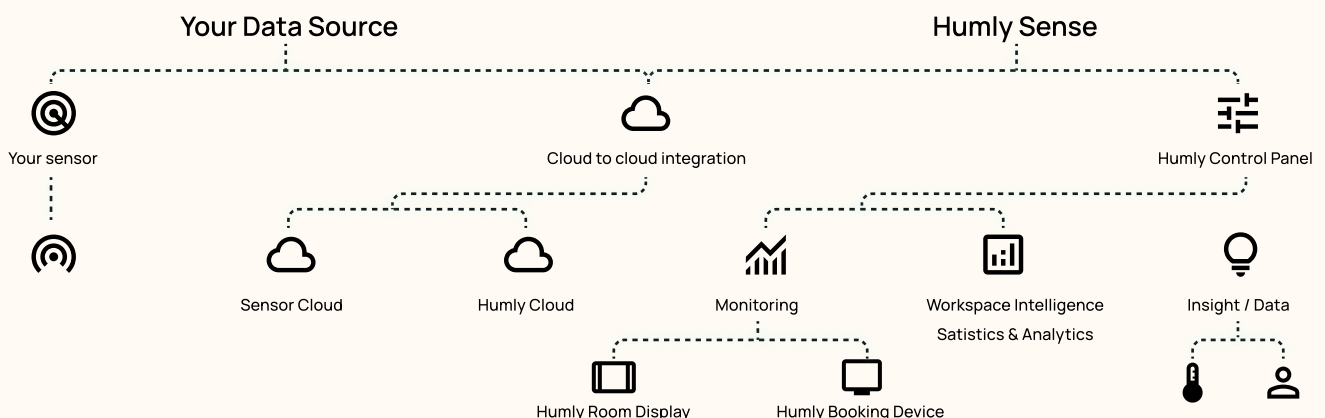 Your Data Source
Humly Sense
Your sensor
Cloud to cloud integration
Humly Control Panel
Sensor Cloud
Humly Cloud
Monitoring
Workspace Intelligence
Satistics & Analytics
Insight / Data
Humly Room Display
Humly Booking Device